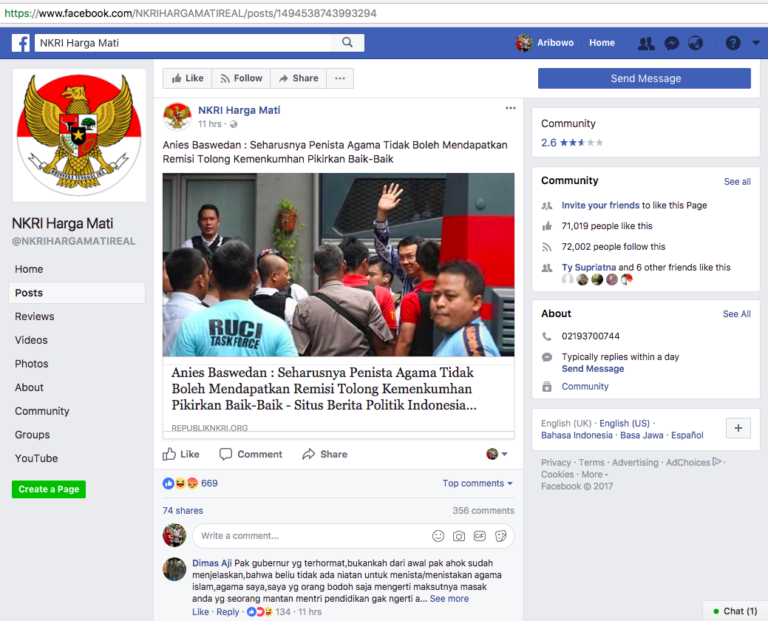 https://www.facebook.com/NKRIHARGAMATIREAL/posts/1494538743993294
NKRI Harga Mati
Aribowo
Home
NKRI Harga Mati
@NKRIHARGAMATIREAL
Home
Posts
Reviews
Videos
Photos
About
Community
Groups
YouTube
Create a Page
Like
Follow
Share
NKRI Harga Mati
11 hrs ·
Anies Baswedan : Seharusnya Penista Agama Tidak Boleh Mendapatkan
Remisi Tolong Kemenkumhan Pikirkan Baik-Baik
RUCI
TASK FORCE
Anies Baswedan : Seharusnya Penista Agama Tidak
Boleh Mendapatkan Remisi Tolong Kemenkumhan
Pikirkan Baik-Baik - Situs Berita Politik Indonesia...
REPUBLIKNKRI.ORG
Like
Comment
Share
669
Top comments
74 shares
356 comments
Write a comment...
GIF
Dimas Aji Pak gubernur yg terhormat,bukankah dari awal pak ahok sudah
menjelaskan,bahwa beliu tidak ada niatan untuk menista/menistakan agama
islam,agama saya,saya yg orang bodoh saja mengerti maksutnya masak
anda yg seorang mantan mentri pendidikan gak ngerti a... See more
Like · Reply · 134 · 11 hrs
Send Message
Community
2.6
Community
See all
Invite your friends to like this Page
71,019 people like this
72,002 people follow this
Ty Supriatna and 6 other friends like this
About
See All
02193700744
Typically replies within a day
Send Message
Community
English (UK) · English (US) ·
Bahasa Indonesia · Basa Jawa · Español
Privacy · Terms · Advertising · AdChoices ·
Cookies · More
Facebook © 2017
Chat (1)